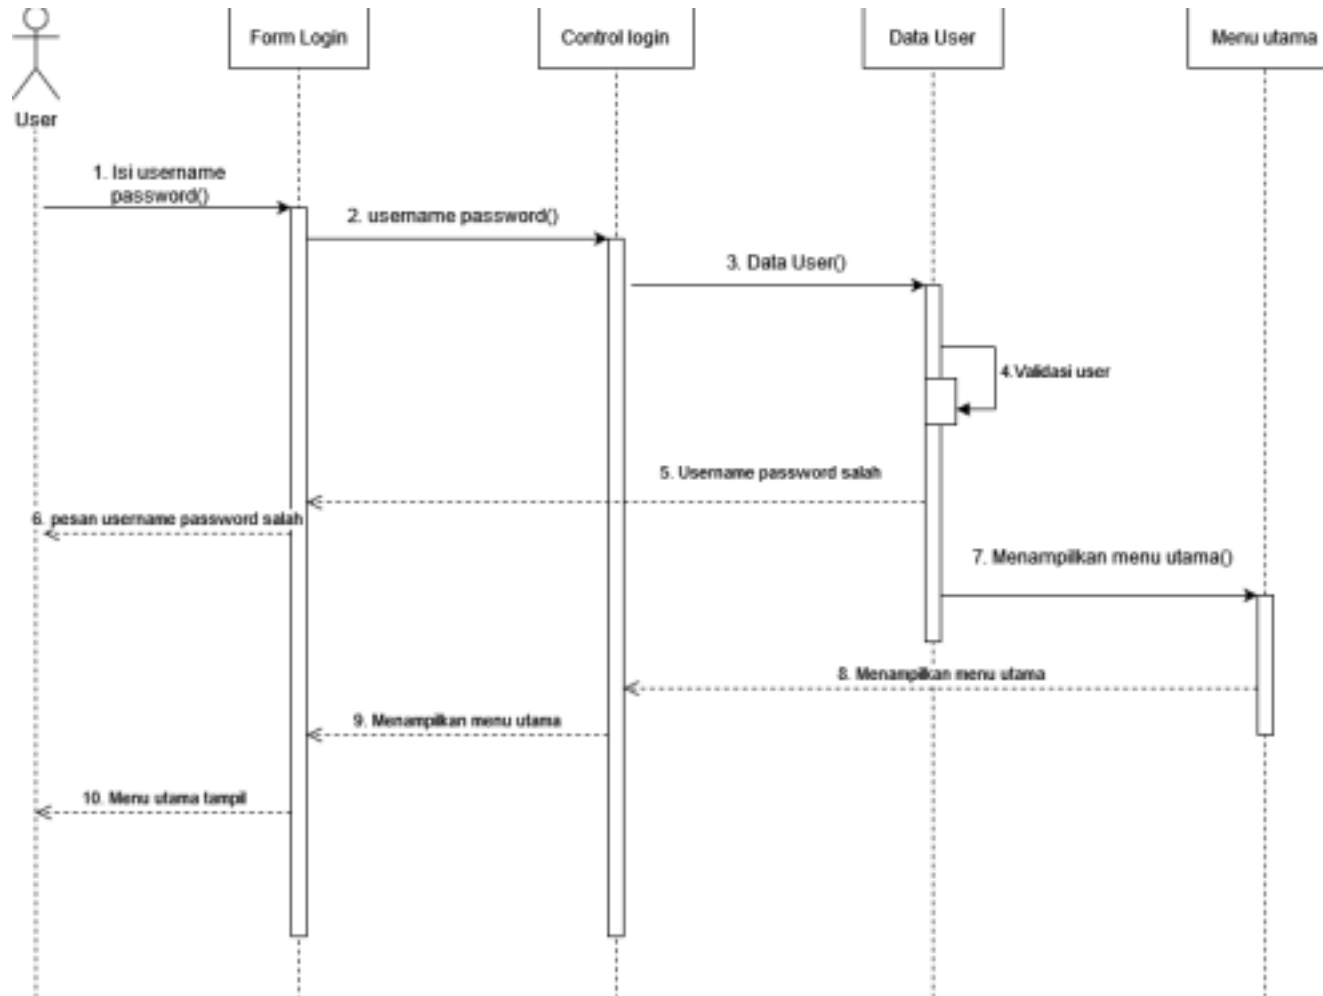 Form Login
Control login
Data User
Menu utama
User
1. Isi username
password()
2. username password()
3. Data User()
4.Validasi user
5. Username password salah
6. pesan username password salah
7. Menampilkan menu utama()
8. Menampilkan menu utama
9. Menampilkan menu utama
10. Menu utama tampil